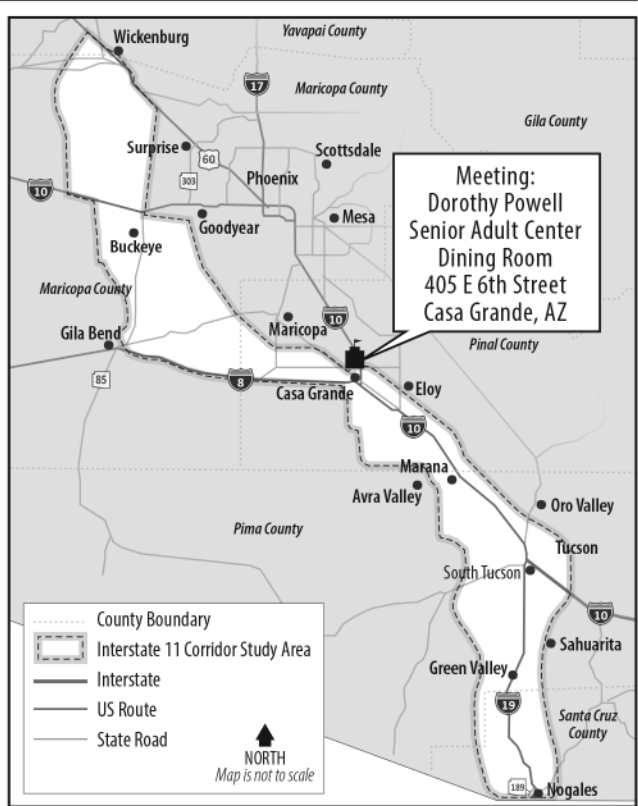 Yavapai County
Wickenburg
17
Maricopa County
Gila County
Surprise
60
Scottsdale
303
Phoenix
10
Goodyear
Mesa
Buckeye
Meeting:
Dorothy Powell
Senior Adult Center
Dining Room
405 E 6th Street
Casa Grande, AZ
Maricopa County
Maricopa
10
Pinal County
Gila Bend
85
8
Casa Grande
Eloy
10
Marana
Avra Valley
Oro Valley
Pima County
Tucson
South Tucson
10
Sahuarita
Green Valley
19
Santa Cruz
County
189
Nogales
County Boundary
Interstate 11 Corridor Study Area
Interstate
US Route
State Road
NORTH
Map is not to scale